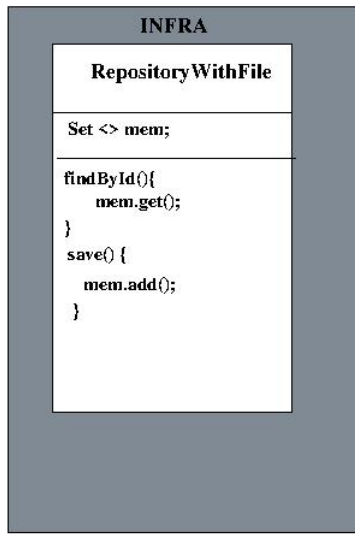 INFRA
RepositoryWithFile
Set <> mem;
findById(){
mem.get();
}
save() {
mem.add();
}